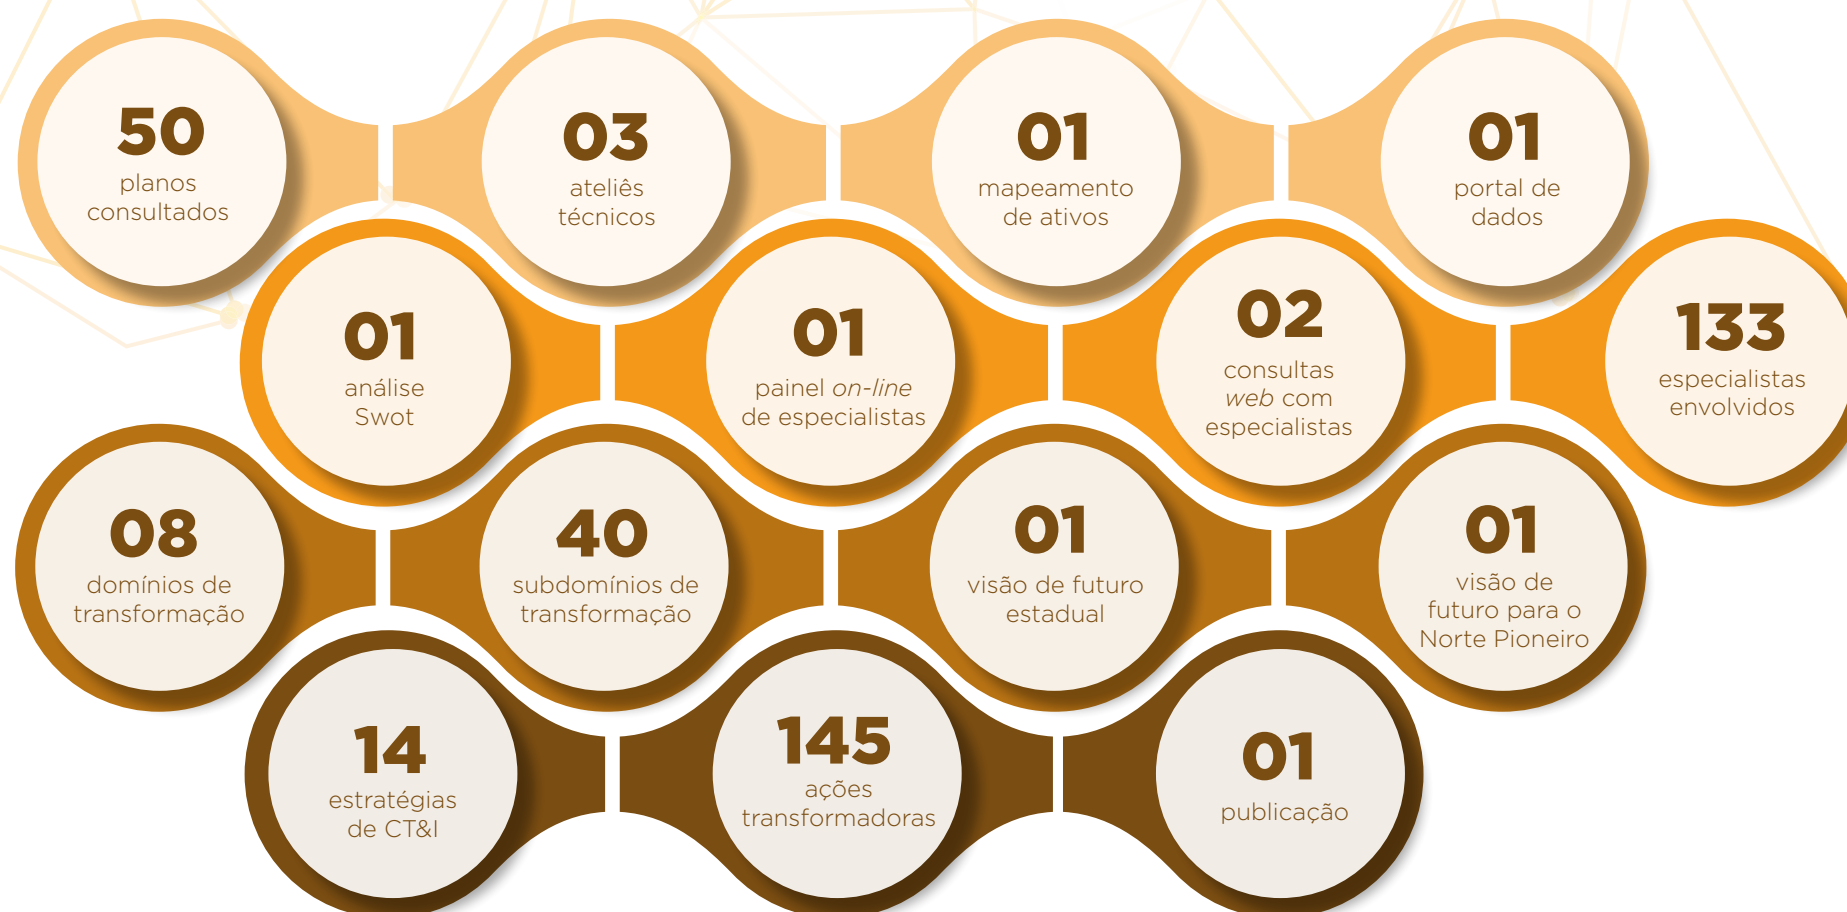 50
planos
consultados
03
ateliês
técnicos
01
mapeamento
de ativos
01
portal de
dados
01
análise
Swot
01
painel on-line
de especialistas
02
consultas
web com
especialistas
133
especialistas
envolvidos
08
domínios de
transformação
40
subdomínios de
transformação
01
visão de futuro
estadual
01
visão de
futuro para o
Norte Pioneiro
14
estratégias
de CT&I
145
ações
transformadoras
01
publicação